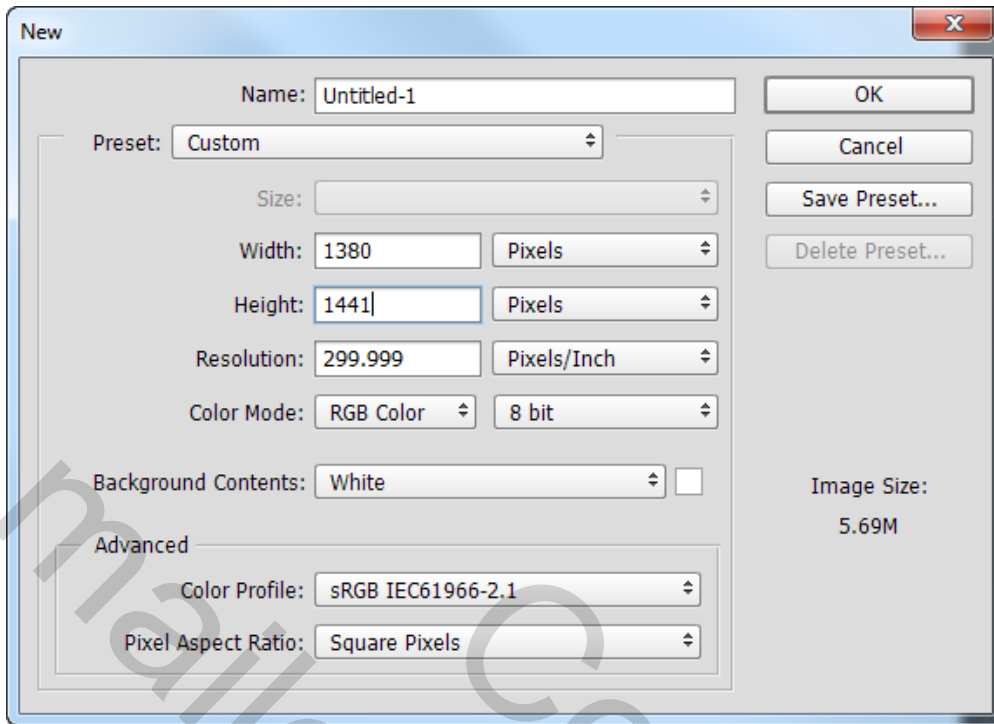 New
Name: Untitled-1
OK
Preset: Custom
Cancel
Size:
Save Preset...
Width: 1380 Pixels
Delete Preset...
Height: 1441 Pixels
Resolution: 299.999 Pixels/Inch
Color Mode: RGB Color 8 bit
Background Contents: White
Image Size:
5.69M
Advanced
Color Profile: sRGB IEC61966-2.1
Pixel Aspect Ratio: Square Pixels